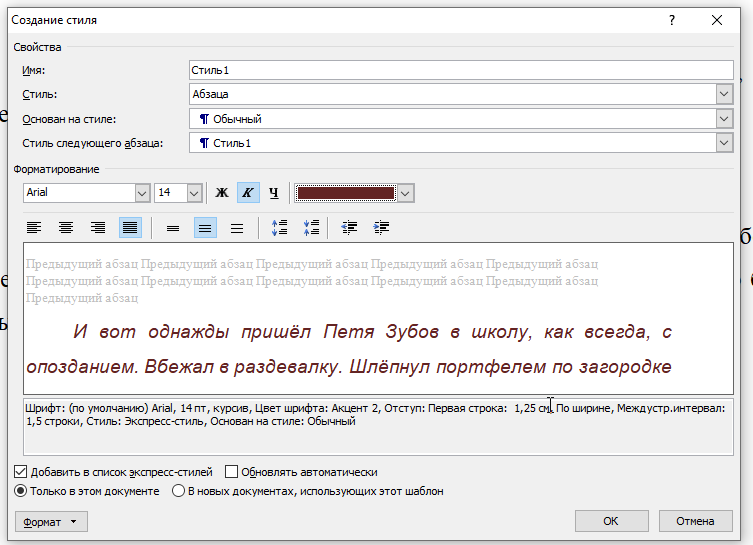 Создание стиля
?
Свойства
Имя: Стиль1
Стиль: Абзаца
Основан на стиле: ¶ Обычный
Стиль следующего абзаца: ¶ Стиль1
Форматирование
Arial 14 Ж К Ч
Предыдущий абзац Предыдущий абзац Предыдущий абзац Предыдущий абзац Предыдущий абзац
Предыдущий абзац Предыдущий абзац Предыдущий абзац Предыдущий абзац Предыдущий абзац
Предыдущий абзац
И вот однажды пришёл Петя Зубов в школу, как всегда, с
опозданием. Вбежал в раздевалку. Шлёпнул портфелем по загородке
Шрифт: (по умолчанию) Arial, 14 пт, курсив, Цвет шрифта: Акцент 2, Отступ: Первая строка: 1,25 см, По ширине, Междустр.интервал:
1,5 строки, Стиль: Экспресс-стиль, Основан на стиле: Обычный
Добавить в список экспресс-стилей Обновлять автоматически
Только в этом документе В новых документах, использующих этот шаблон
Формат ОК Отмена